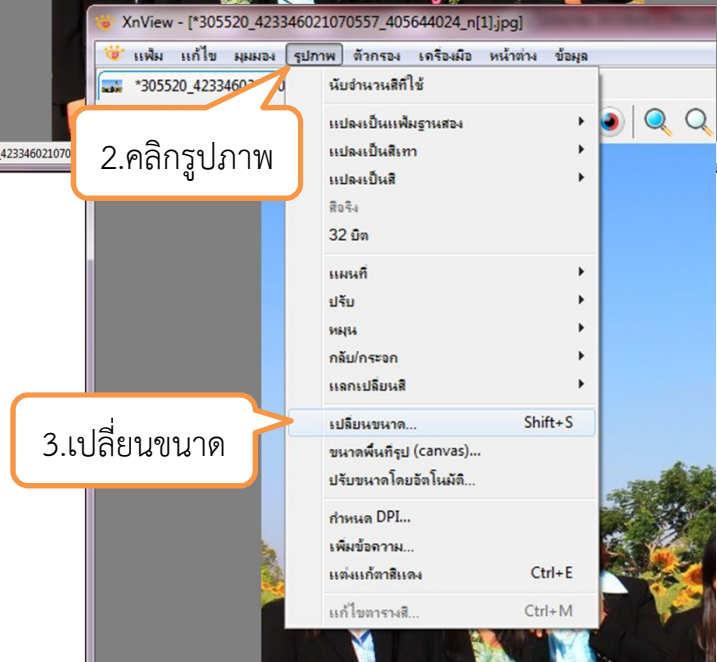 XnView - [*305520_423346021070557_405644024_n[1].jpg]
แฟ้ม แก้ไข มุมมอง รูปภาพ ตัวกรอง เครื่องมือ หน้าต่าง ข้อมูล
*305520_4233460
นับจำนวนสีที่ใช้
แปลงเป็นแฟ้มฐานสอง
_423346021070
2.คลิกรูปภาพ
แปลงเป็นสีเทา
แปลงเป็นสี
สีจริง
32 บิต
แผนที่
ปรับ
หมุน
กลับ/กระจก
แลกเปลี่ยนสี
3.เปลี่ยนขนาด
เปลี่ยนขนาด... Shift+S
ขนาดพื้นที่รูป (canvas)...
ปรับขนาดโดยอัตโนมัติ...
กำหนด DPI...
เพิ่มข้อความ...
แต่งแก้ตาสีแดง Ctrl+E
แก้ไขตารางสี... Ctrl+M